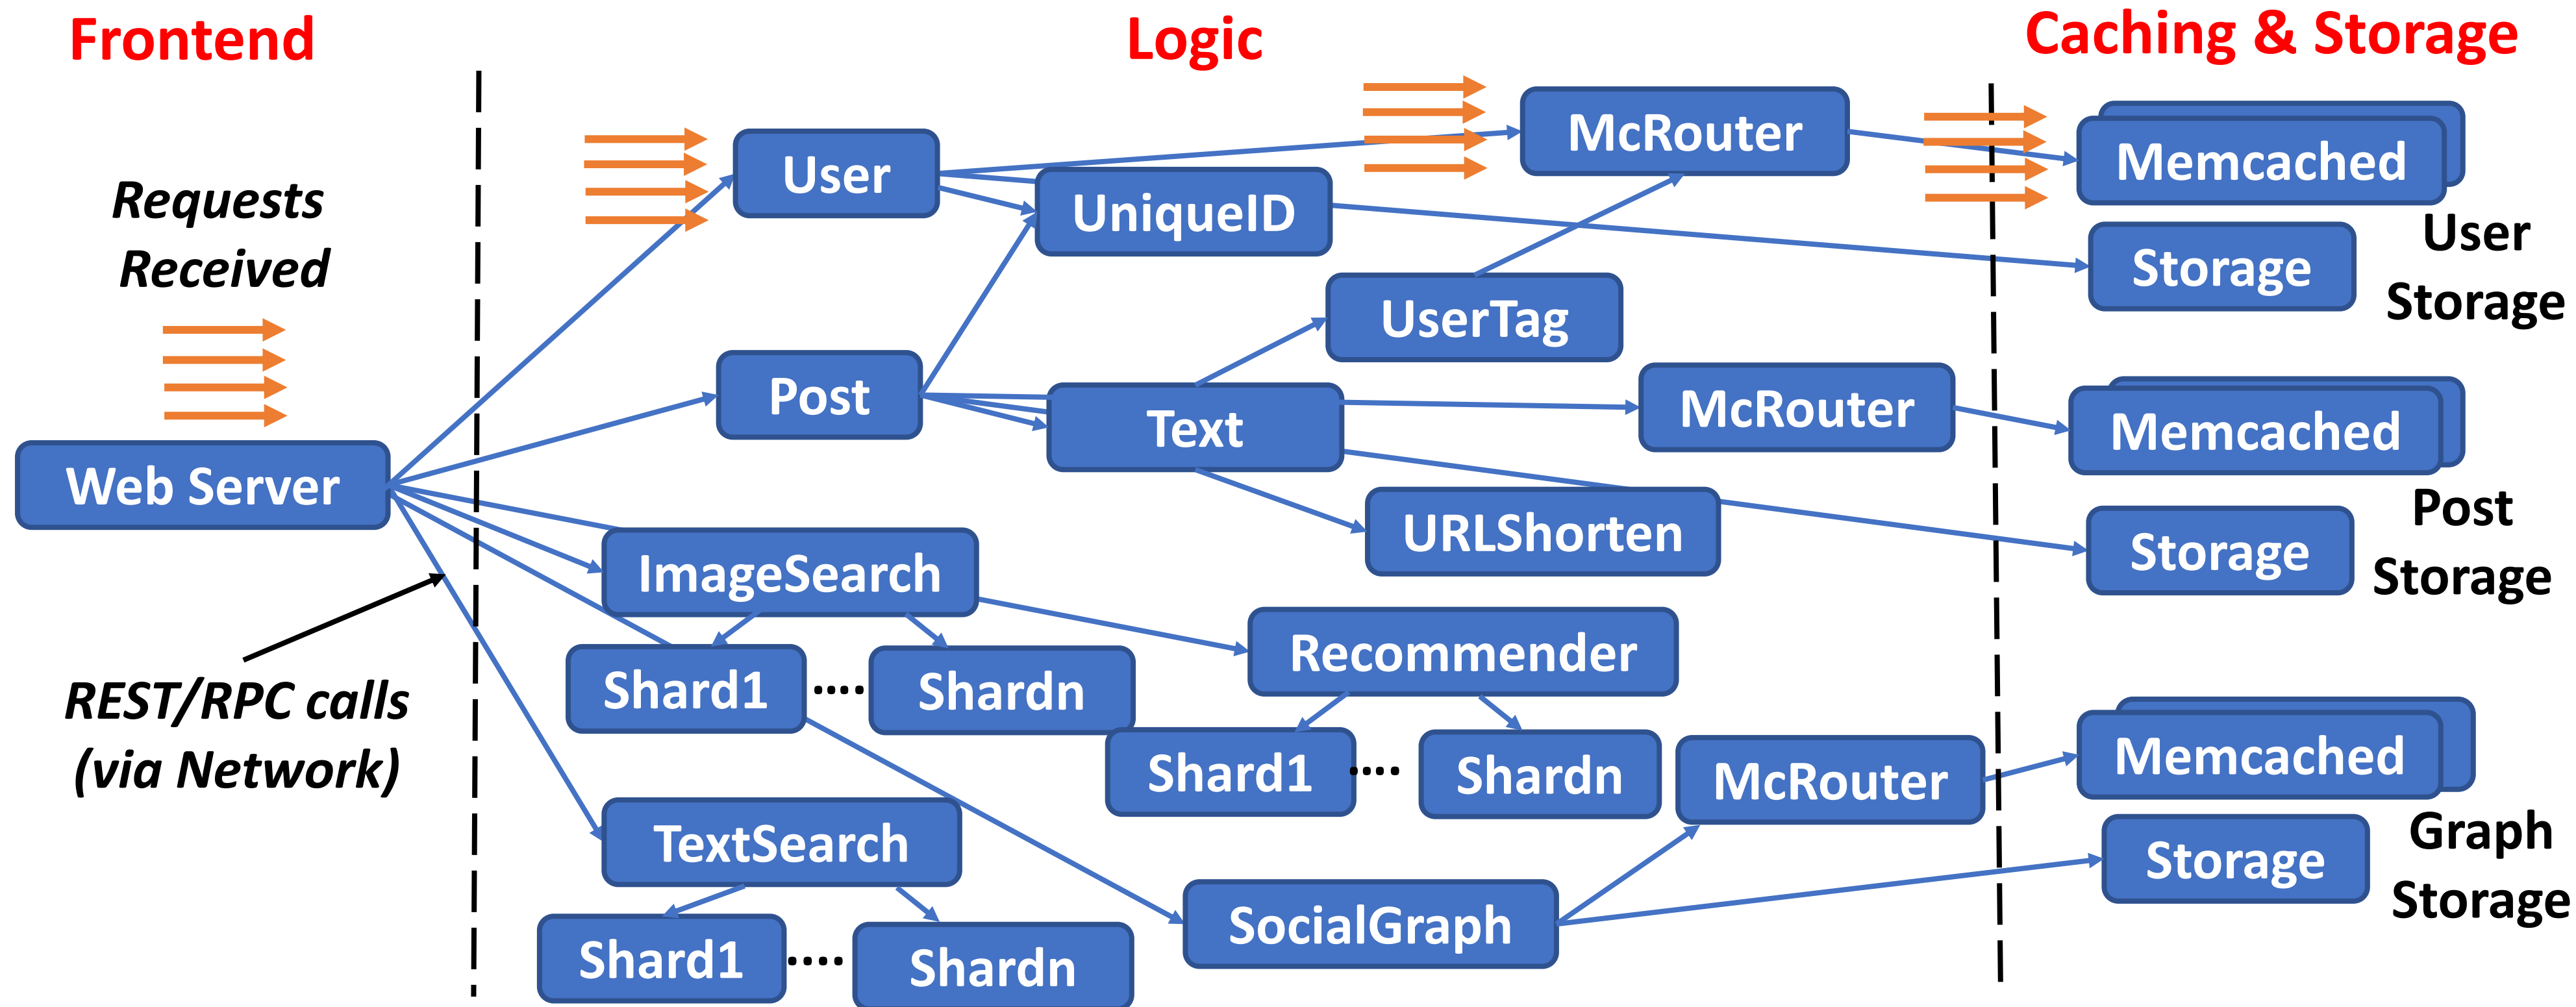 Frontend
Logic
Caching & Storage
Requests
Received
Web Server
REST/RPC calls
(via Network)
User
UniqueID
McRouter
Memcached
Storage
User
Storage
UserTag
Post
Text
McRouter
Memcached
Storage
Post
Storage
URLShorten
ImageSearch
Shard1
....
Shardn
Recommender
Shard1
....
Shardn
McRouter
Memcached
Storage
Graph
Storage
TextSearch
Shard1
....
Shardn
SocialGraph